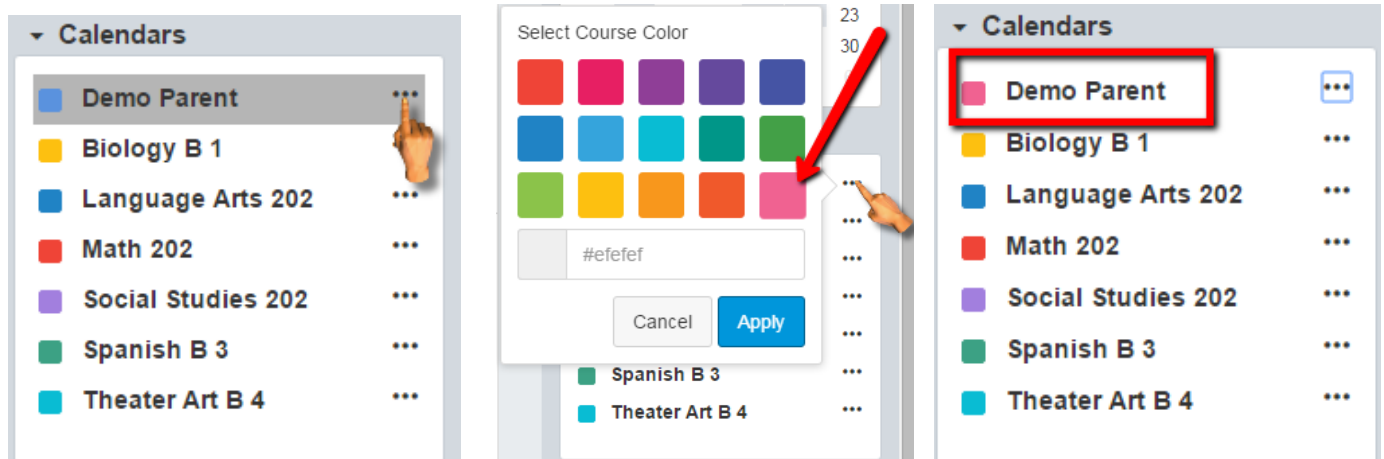 Calendars
Demo Parent
Biology B 1
Language Arts 202
Math 202
Social Studies 202
Spanish B 3
Theater Art B 4
23
30
Select Course Color
#efefef
Cancel
Apply
Spanish B 3
Theater Art B 4
Calendars
Demo Parent
Biology B 1
Language Arts 202
Math 202
Social Studies 202
Spanish B 3
Theater Art B 4